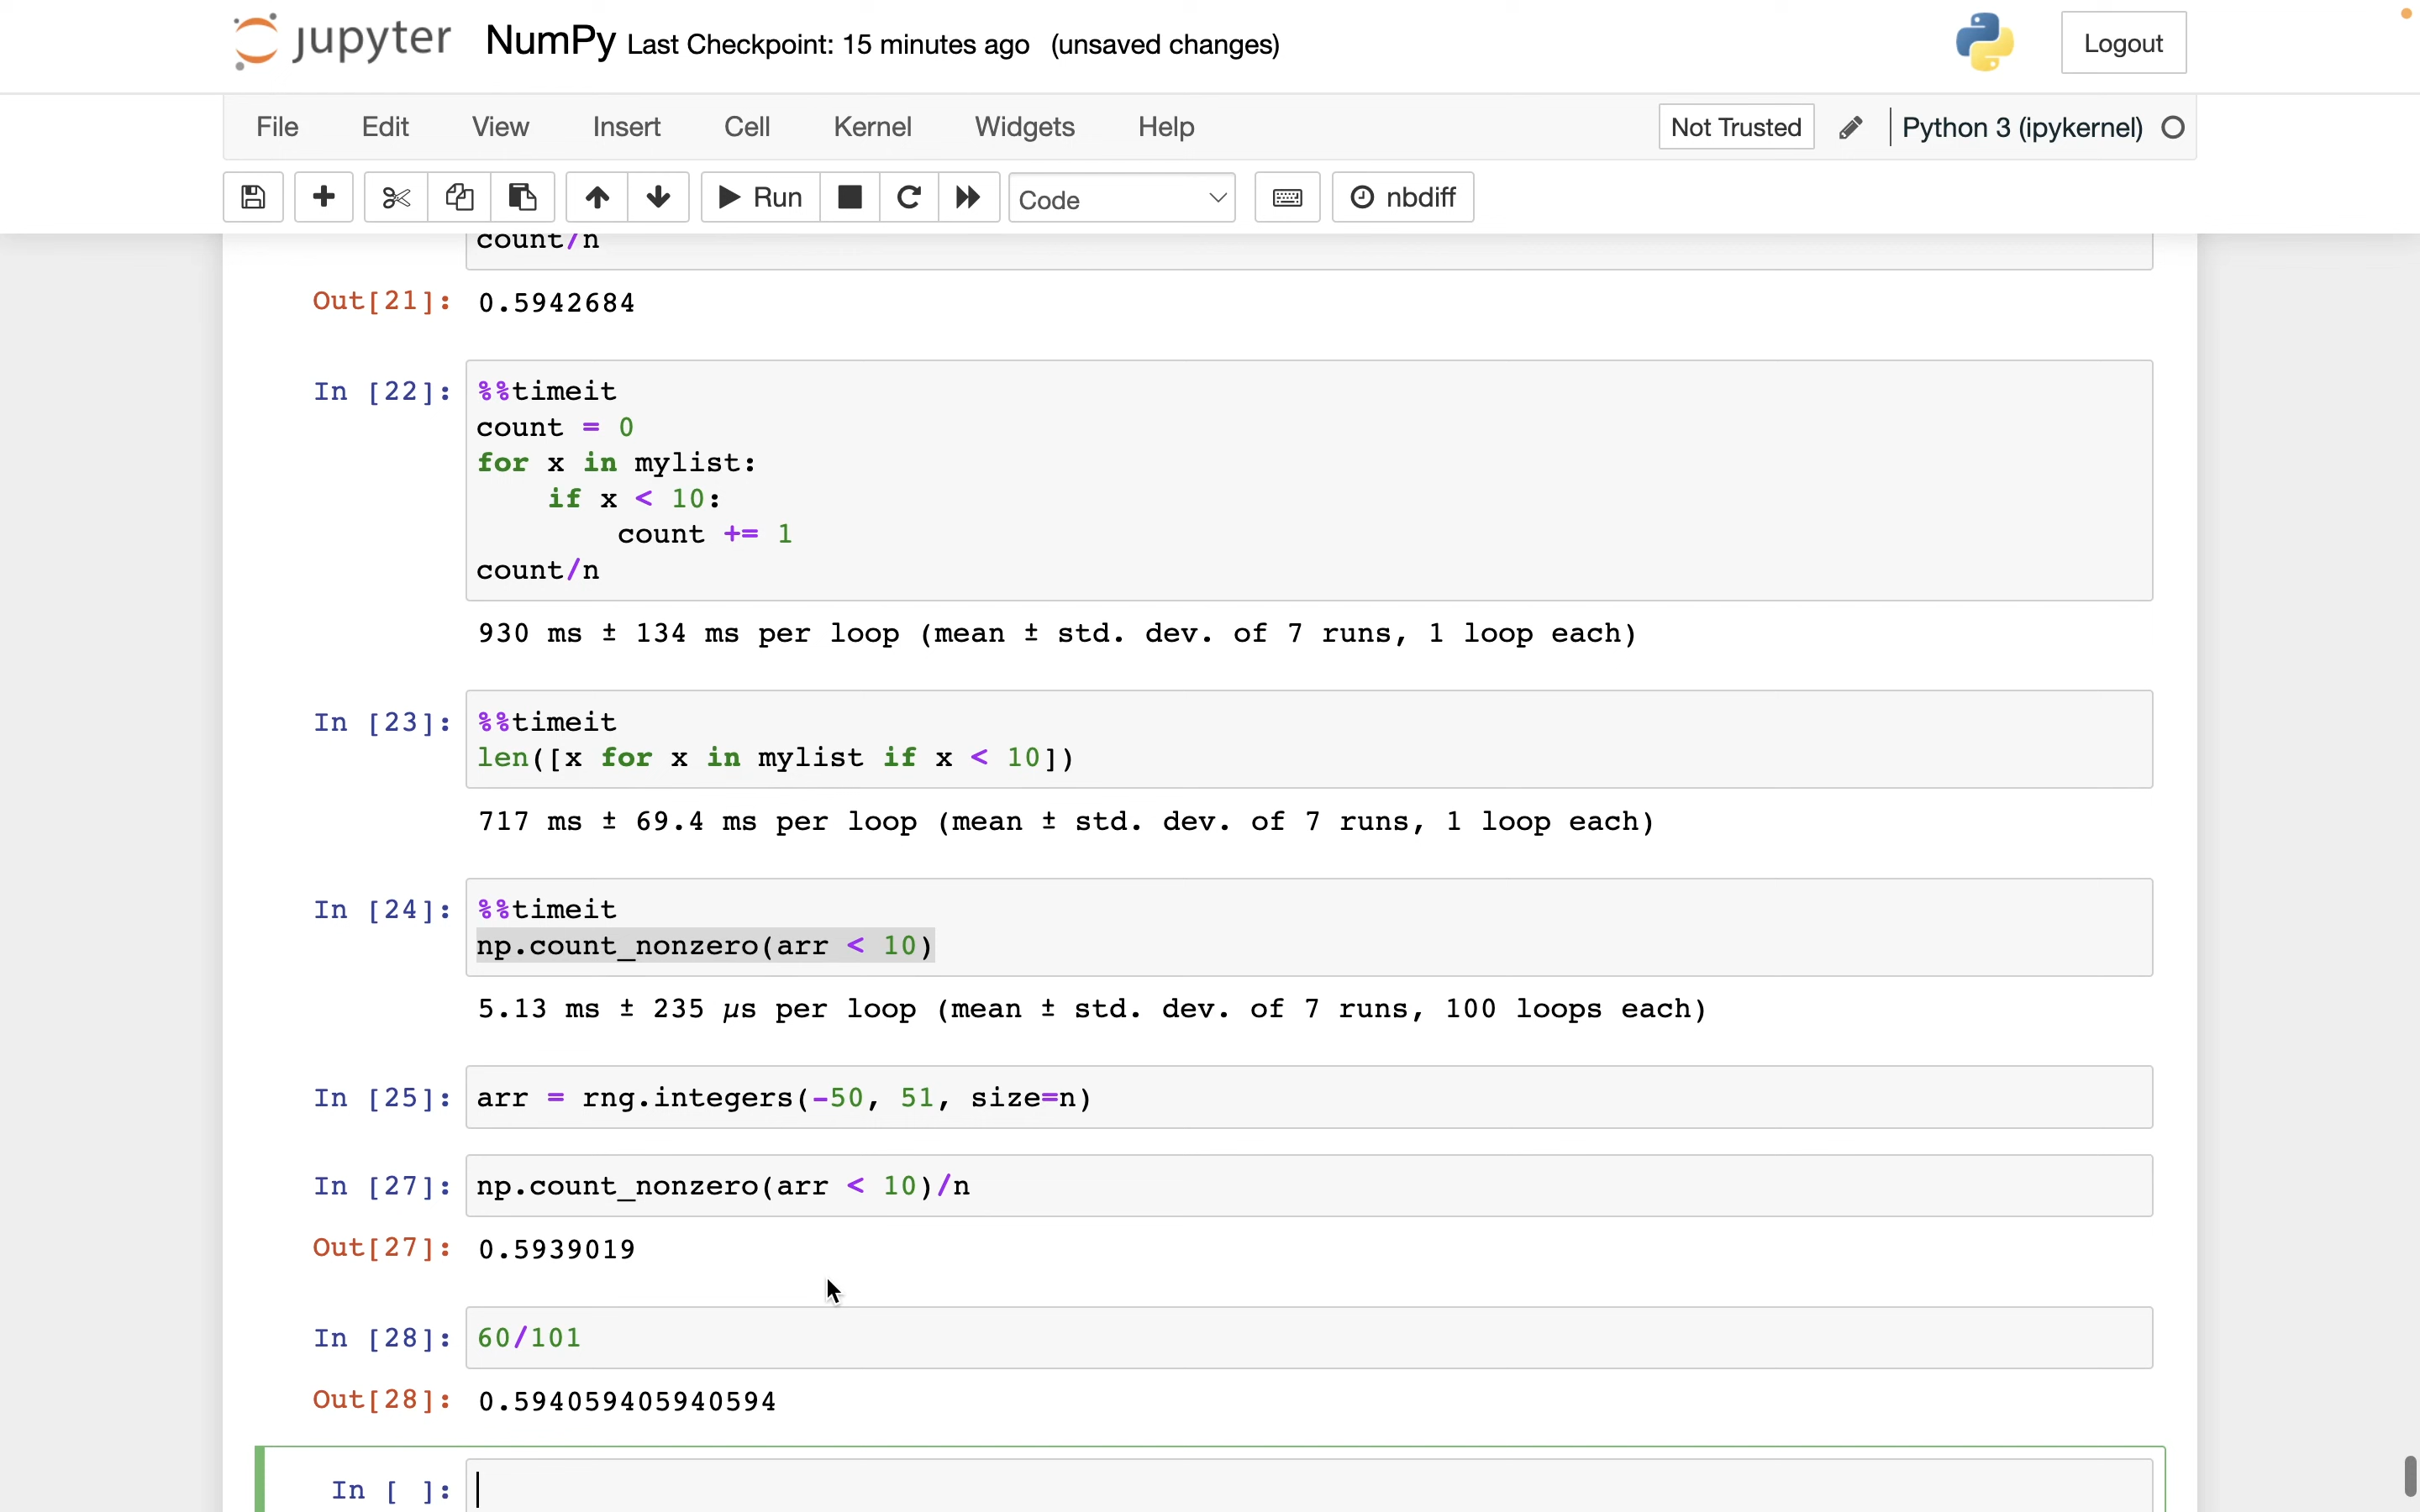 jupyter NumPy Last Checkpoint: 15 minutes ago (unsaved changes) Logout
File Edit View Insert Cell Kernel Widgets Help Not Trusted Python 3 (ipykernel)
Run Code nbdiff
count/n
Out[21]: 0.5942684
In [22]: %%timeit
count = 0
for x in mylist:
    if x < 10:
        count += 1
count/n
930 ms ± 134 ms per loop (mean ± std. dev. of 7 runs, 1 loop each)
In [23]: %%timeit
len([x for x in mylist if x < 10])
717 ms ± 69.4 ms per loop (mean ± std. dev. of 7 runs, 1 loop each)
In [24]: %%timeit
np.count_nonzero(arr < 10)
5.13 ms ± 235 µs per loop (mean ± std. dev. of 7 runs, 100 loops each)
In [25]: arr = rng.integers(-50, 51, size=n)
In [27]: np.count_nonzero(arr < 10)/n
Out[27]: 0.5939019
In [28]: 60/101
Out[28]: 0.594059405940594
In [ ]: